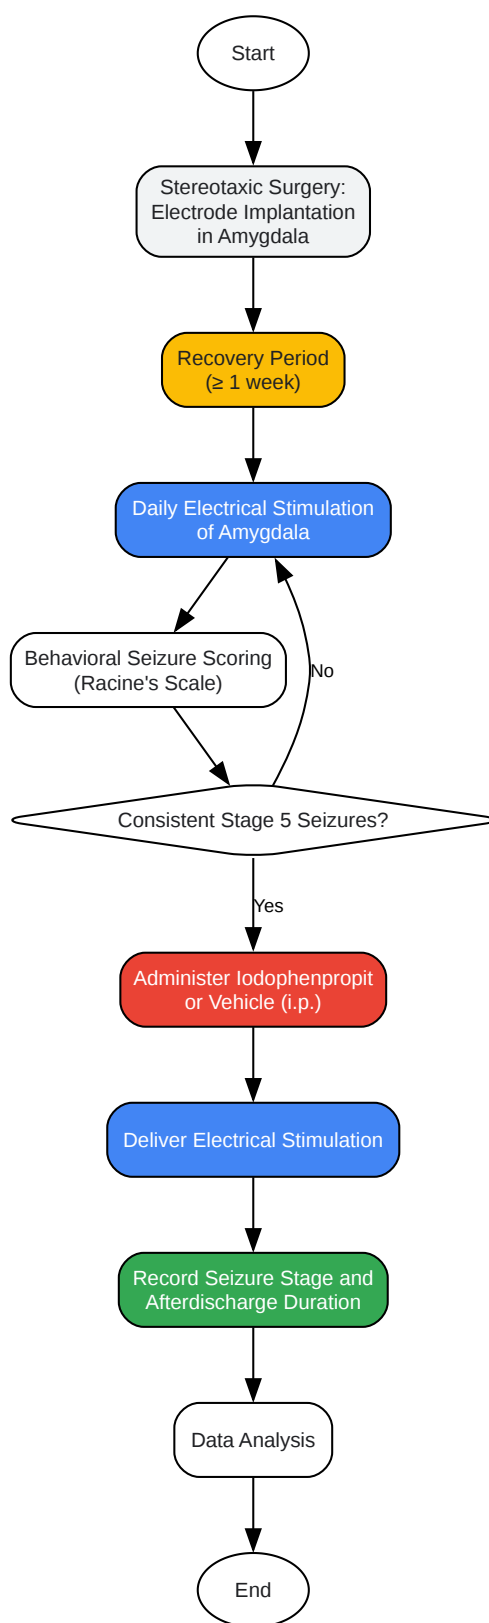 Start
Stereotaxic Surgery:
Electrode Implantation
in Amygdala
Recovery Period
(≥ 1 week)
Daily Electrical Stimulation
of Amygdala
Behavioral Seizure Scoring
(Racine's Scale)
No
Consistent Stage 5 Seizures?
Yes
Administer Iodophenpropit
or Vehicle (i.p.)
Deliver Electrical Stimulation
Record Seizure Stage and
Afterdischarge Duration
Data Analysis
End